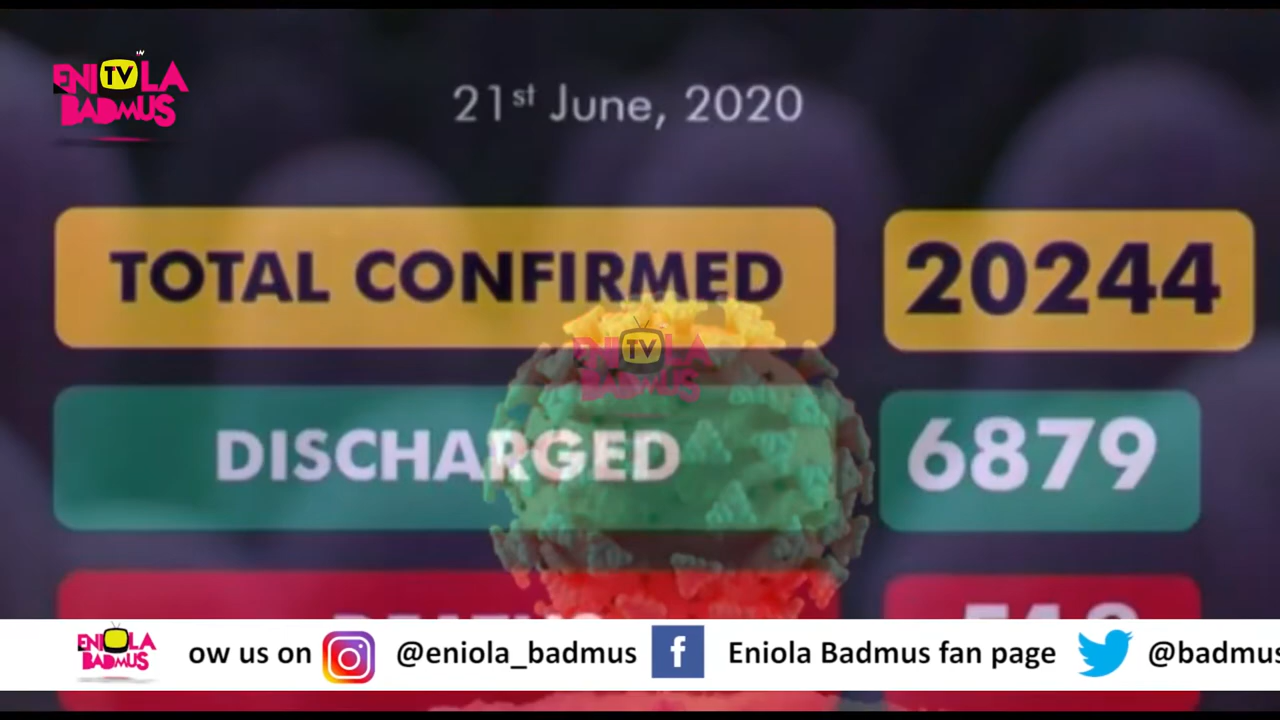 ENIOLA
TV
BADMUS
21st June, 2020
TOTAL CONFIRMED
20244
DISCHARGED
6879
ENIOLA
TV
BADMUS
ENIOLA
BADMUS
ow us on
@eniola_badmus
f
Eniola Badmus fan page
@badmus